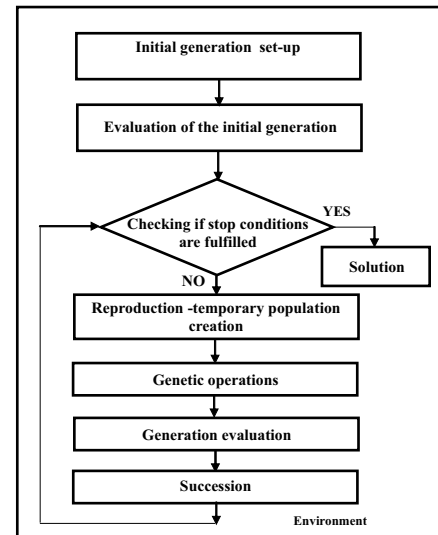 Initial generation set-up
Evaluation of the initial generation
Checking if stop conditions
are fulfilled
YES
Solution
NO
Reproduction -temporary population
creation
Genetic operations
Generation evaluation
Succession
Environment